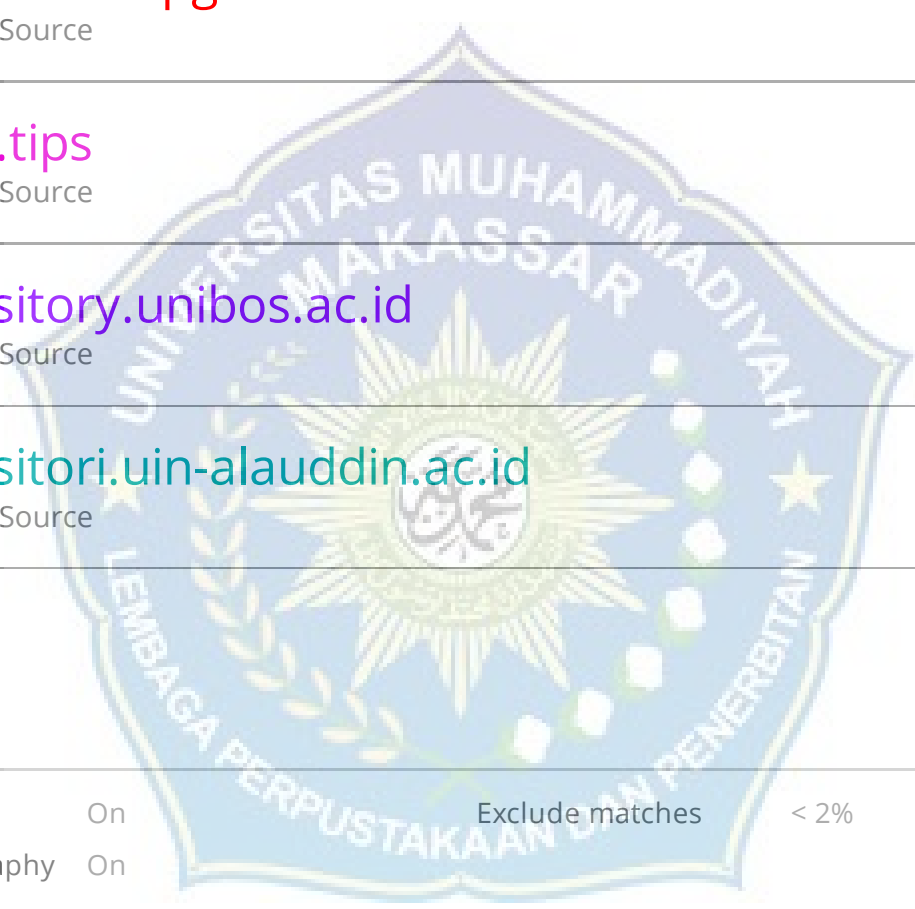 Source
.tips
Source
sitory.unibos.ac.id
Source
sitori.uin-alauddin.ac.id
Source
On
Exclude matches
< 2%
aphy
On
UNIVERSITAS MUHAMMADIYAH
MAKASSAR
LEMBAGA PERPUSTAKAAN DAN PENERBITAN